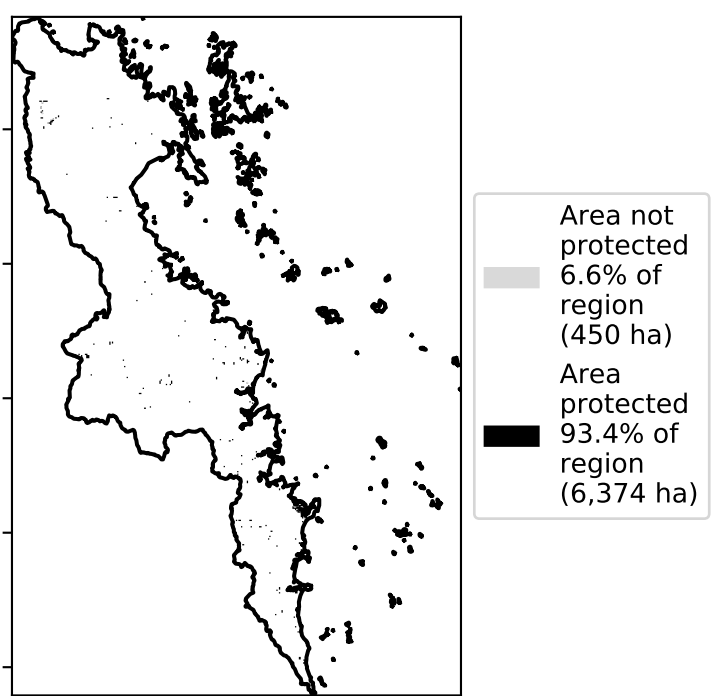 Area not
protected
6.6% of
region
(450 ha)
Area
protected
93.4% of
region
(6,374 ha)